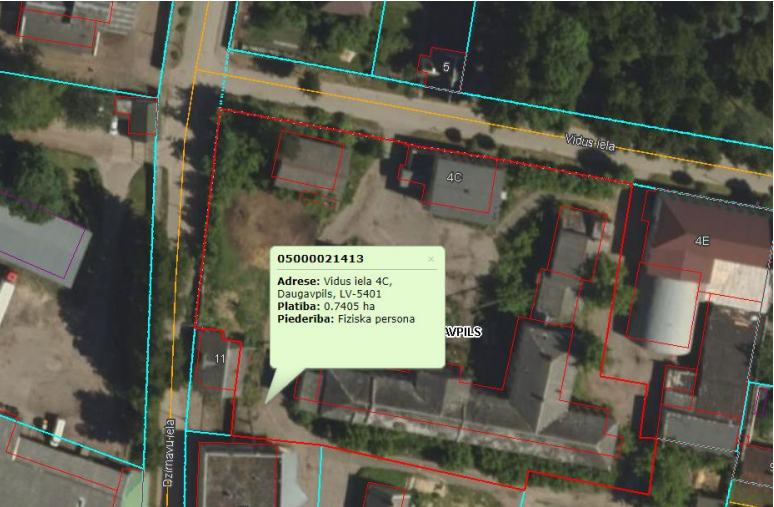 5
Vidus iela
4C
4E
05000021413 ×
Adrese: Vidus iela 4C,
Daugavpils, LV-5401
Platība: 0.7405 ha
Piederība: Fiziska persona
AVPILS
11
Dzirnavu iela